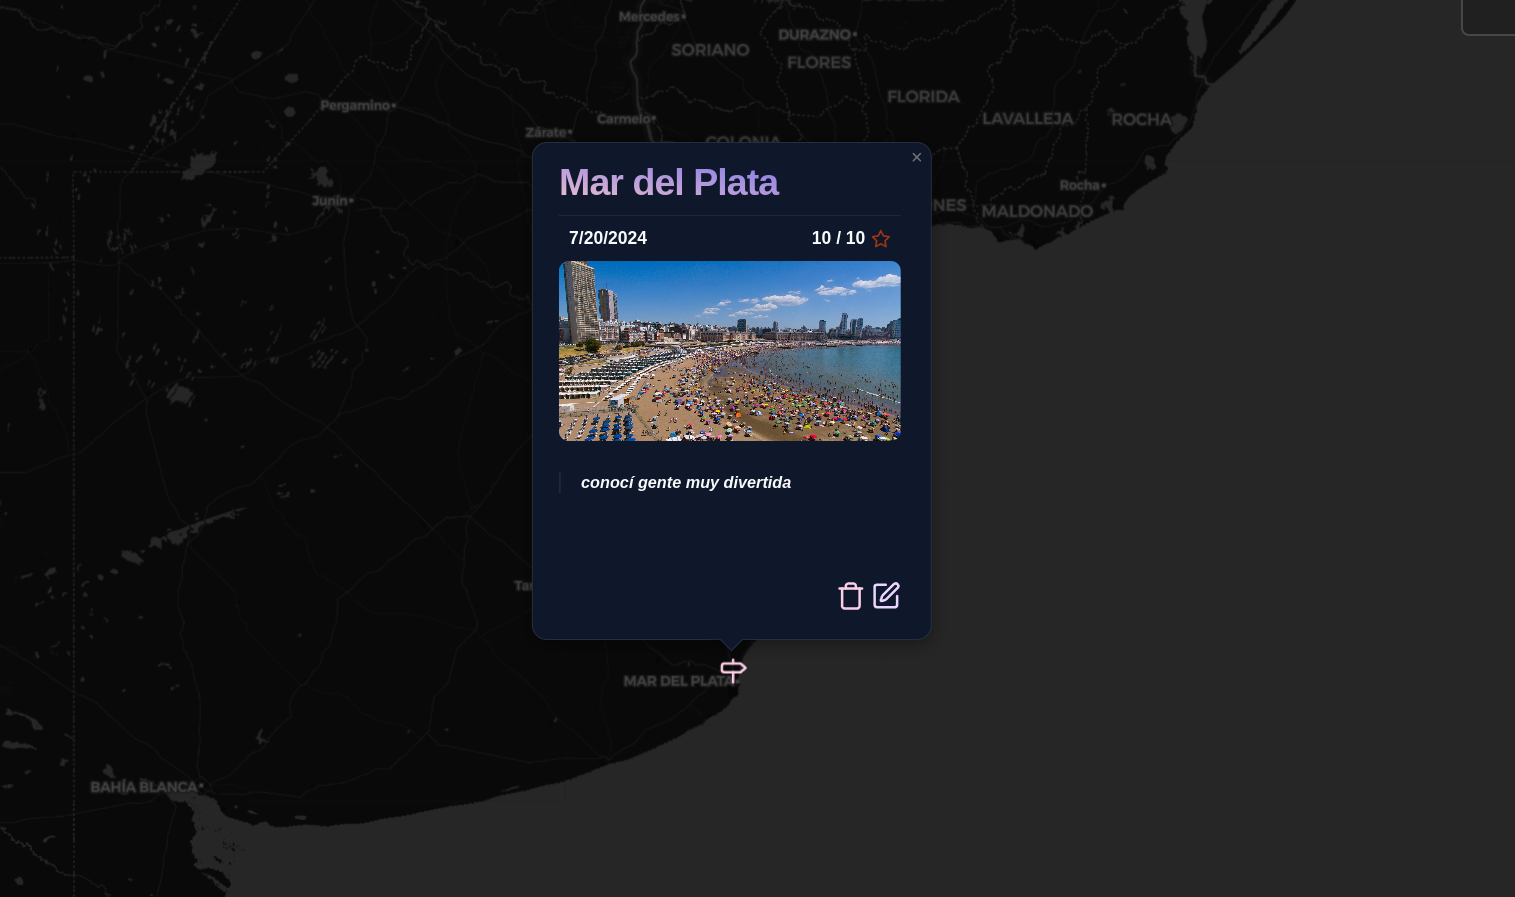 Mercedes
DURAZNO
SORIANO
FLORES
FLORIDA
Pergamino
Carmelo
LAVALLEJA
ROCHA
Zárate
COLONIA
×
Mar del Plata
Rocha
Junín
NES
MALDONADO
7/20/2024
10 / 10
conocí gente muy divertida
Tan
MAR DEL PLATA
BAHÍA BLANCA